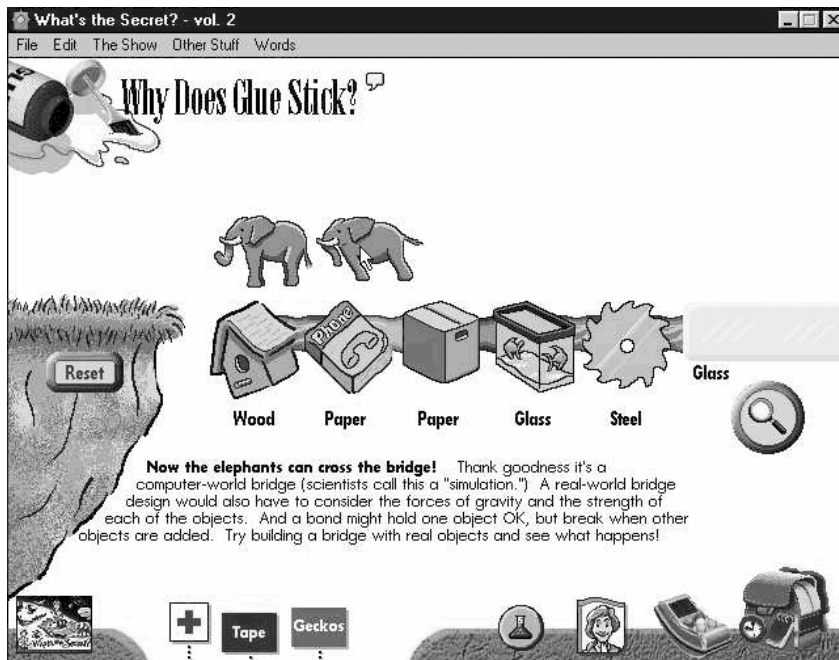 What's the Secret? - vol. 2
File Edit The Show Other Stuff Words
Why Does Glue Stick?
PHONE
Reset
Glass
Wood Paper Paper Glass Steel
Now the elephants can cross the bridge! Thank goodness it's a
computer-world bridge (scientists call this a "simulation.") A real-world bridge
design would also have to consider the forces of gravity and the strength of
each of the objects. And a bond might hold one object OK, but break when other
objects are added. Try building a bridge with real objects and see what happens!
Tape
Geckos
What's the Secret?